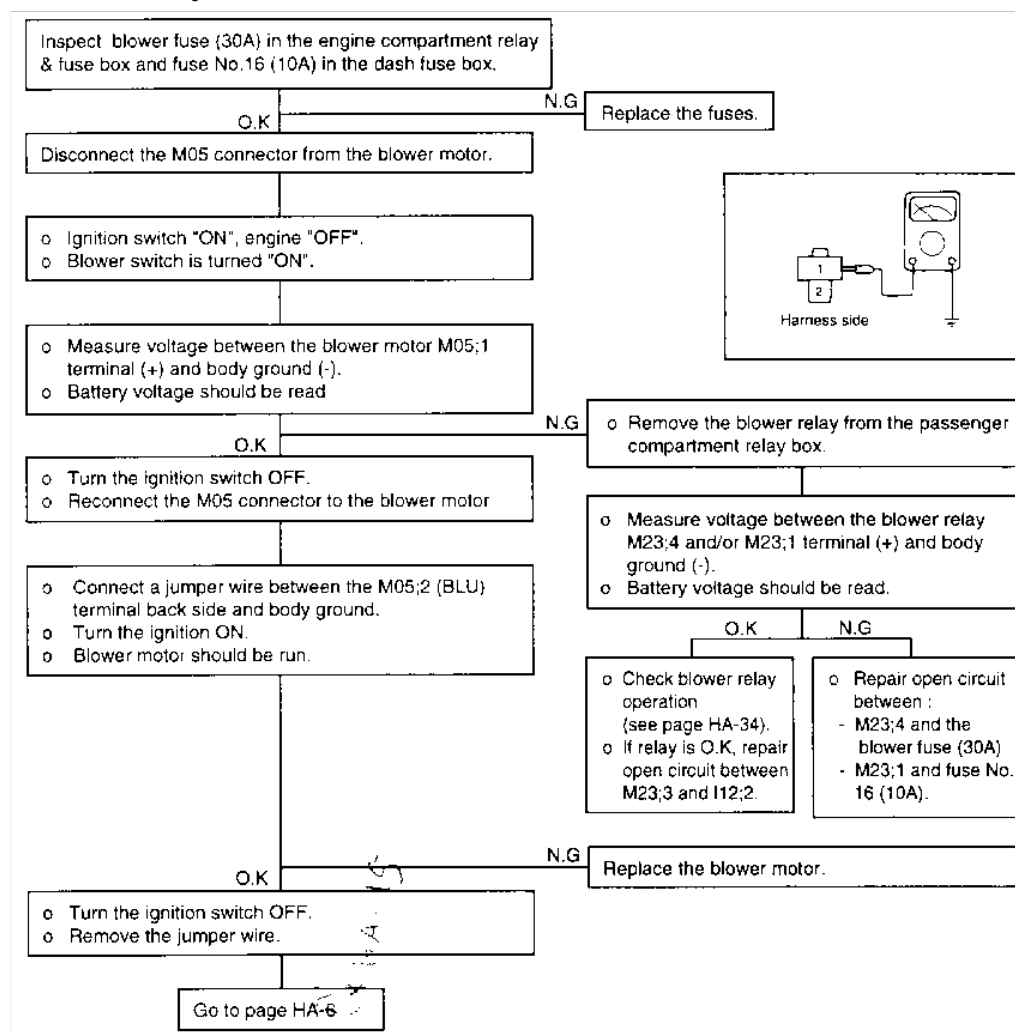 Inspect blower fuse (30A) in the engine compartment relay
& fuse box and fuse No.16 (10A) in the dash fuse box.
N.G
Replace the fuses.
O.K
Disconnect the M05 connector from the blower motor.
o Ignition switch "ON", engine "OFF".
o Blower switch is turned "ON".
1
2
Harness side
o Measure voltage between the blower motor M05;1
terminal (+) and body ground (-).
o Battery voltage should be read
N.G
o Remove the blower relay from the passenger
compartment relay box.
O.K
o Turn the ignition switch OFF.
o Reconnect the M05 connector to the blower motor
o Measure voltage between the blower relay
M23;4 and/or M23;1 terminal (+) and body
ground (-).
o Battery voltage should be read.
o Connect a jumper wire between the M05;2 (BLU)
terminal back side and body ground.
o Turn the ignition ON.
o Blower motor should be run.
O.K
N.G
o Check blower relay
operation
(see page HA-34).
o If relay is O.K, repair
open circuit between
M23;3 and I12;2.
o Repair open circuit
between :
- M23;4 and the
blower fuse (30A)
- M23;1 and fuse No.
16 (10A).
N.G
Replace the blower motor.
O.K
o Turn the ignition switch OFF.
o Remove the jumper wire.
Go to page HA-6